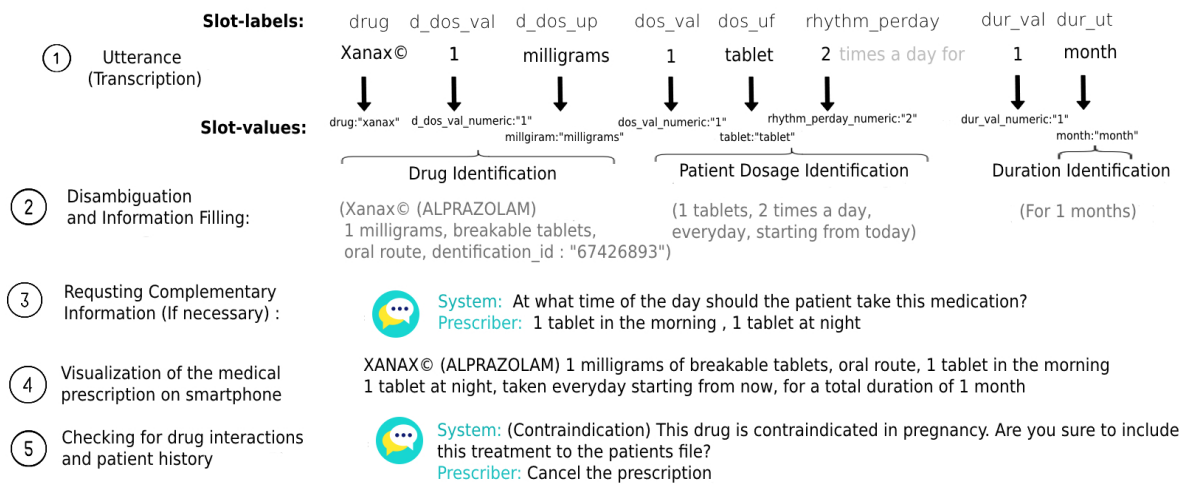 Slot-labels: drug d_dos_val d_dos_up dos_val dos_uf rhythm_perday dur_val dur_ut
1 Utterance (Transcription) Xanax© 1 milligrams 1 tablet 2 times a day for 1 month
Slot-values: drug:"xanax" d_dos_val_numeric:"1" dos_val_numeric:"1" rhythm_perday_numeric:"2" dur_val_numeric:"1"
millgiram:"milligrams" tablet:"tablet" month:"month"
Drug Identification Patient Dosage Identification Duration Identification
2 Disambiguation
and Information Filling:
(Xanax© (ALPRAZOLAM)
1 milligrams, breakable tablets,
oral route, dentification_id : "67426893")
(1 tablets, 2 times a day,
everyday, starting from today)
(For 1 months)
3 Requsting Complementary
Information (If necessary) :
System: At what time of the day should the patient take this medication?
Prescriber: 1 tablet in the morning , 1 tablet at night
4 Visualization of the medical
prescription on smartphone
XANAX© (ALPRAZOLAM) 1 milligrams of breakable tablets, oral route, 1 tablet in the morning
1 tablet at night, taken everyday starting from now, for a total duration of 1 month
5 Checking for drug interactions
and patient history
System: (Contraindication) This drug is contraindicated in pregnancy. Are you sure to include
this treatment to the patients file?
Prescriber: Cancel the prescription